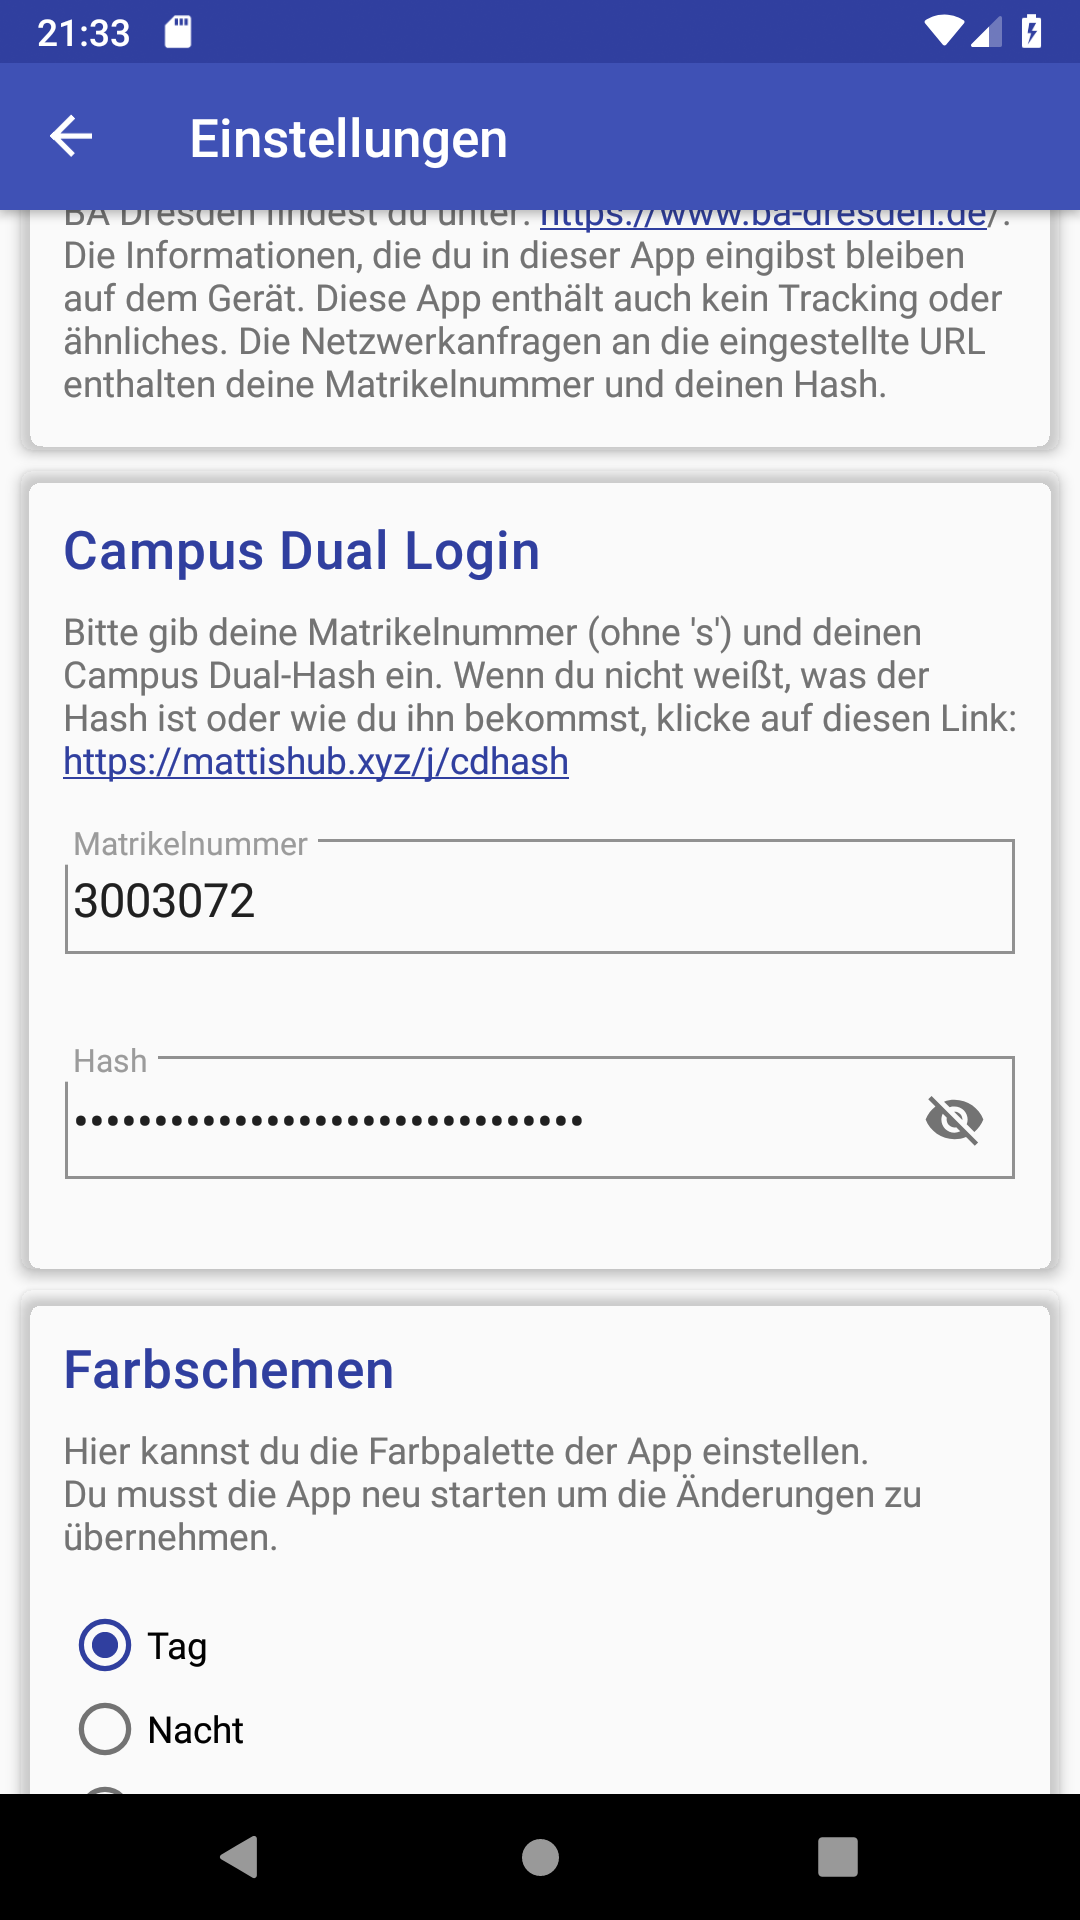 21:33
Einstellungen
BA Dresden findest du unter: https://www.ba-dresden.de/.
Die Informationen, die du in dieser App eingibst bleiben
auf dem Gerät. Diese App enthält auch kein Tracking oder
ähnliches. Die Netzwerkanfragen an die eingestellte URL
enthalten deine Matrikelnummer und deinen Hash.
Campus Dual Login
Bitte gib deine Matrikelnummer (ohne 's') und deinen
Campus Dual-Hash ein. Wenn du nicht weißt, was der
Hash ist oder wie du ihn bekommst, klicke auf diesen Link:
https://mattishub.xyz/j/cdhash
Matrikelnummer
3003072
Hash
••••••••••••••••••••••••••••••••
Farbschemen
Hier kannst du die Farbpalette der App einstellen.
Du musst die App neu starten um die Änderungen zu
übernehmen.
Tag
Nacht